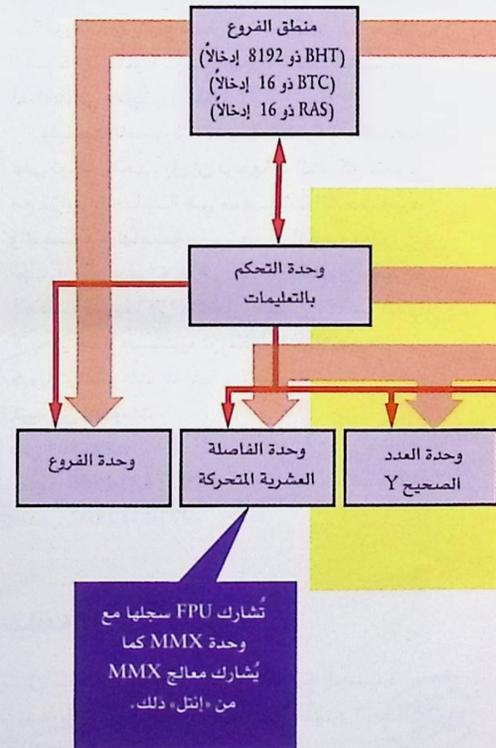 منطق الفروع
(BHT ذو 8192 إدخالاً)
(BTC ذو 16 إدخالاً)
(RAS ذو 16 إدخالاً)
وحدة التحكم
بالتعليمات
وحدة العدد
الصحيح Y
وحدة الفاصلة
العشرية المتحركة
وحدة الفروع
تُشارك FPU سجلها مع
وحدة MMX كما
يُشارك معالج MMX
من «إنتل» ذلك.